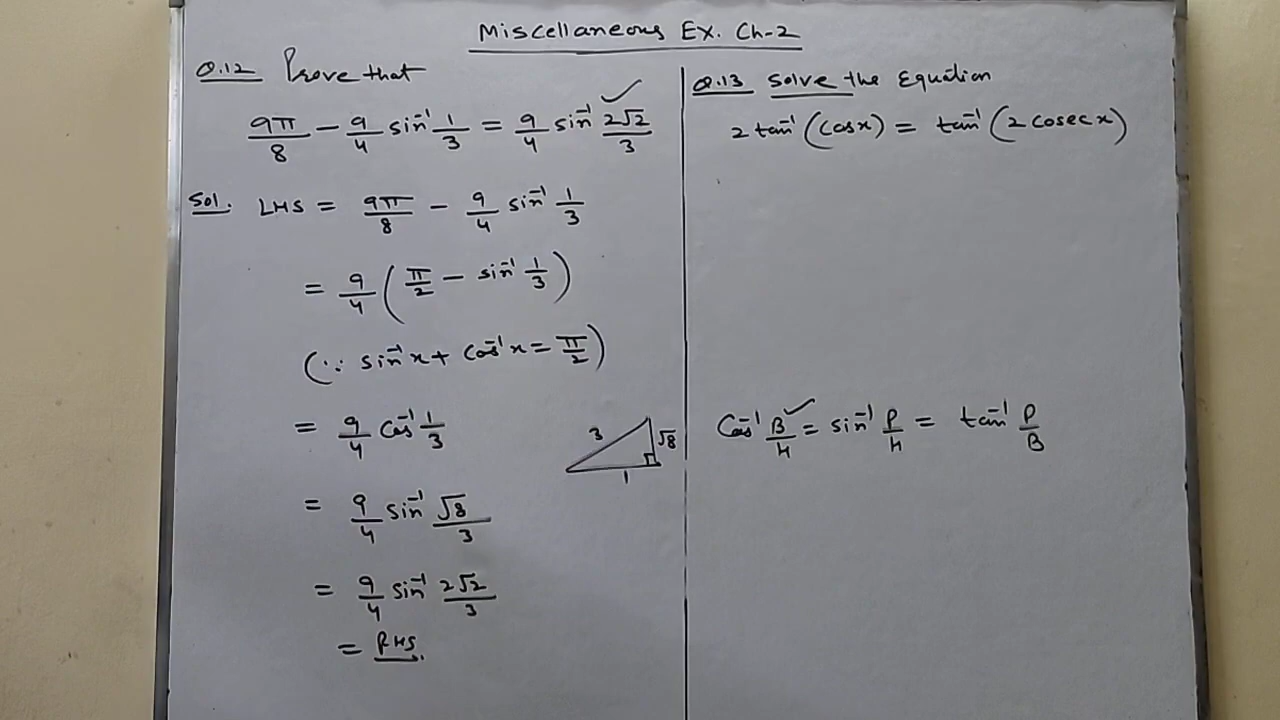 Miscellaneous Ex. Ch-2
Q.12 Prove that
9π/8 − 9/4 sin⁻¹ 1/3 = 9/4 sin⁻¹ 2√2/3 ✓
Sol. LHS = 9π/8 − 9/4 sin⁻¹ 1/3
= 9/4 (π/2 − sin⁻¹ 1/3)
(∵ sin⁻¹x + cos⁻¹x = π/2)
= 9/4 cos⁻¹ 1/3
3 √8 1
= 9/4 sin⁻¹ √8/3
= 9/4 sin⁻¹ 2√2/3
= RHS.
Q.13 Solve the Equation
2 tan⁻¹(cosx) = tan⁻¹(2 cosec x)
Cos⁻¹ B/H ✓ = sin⁻¹ P/H = tan⁻¹ P/B